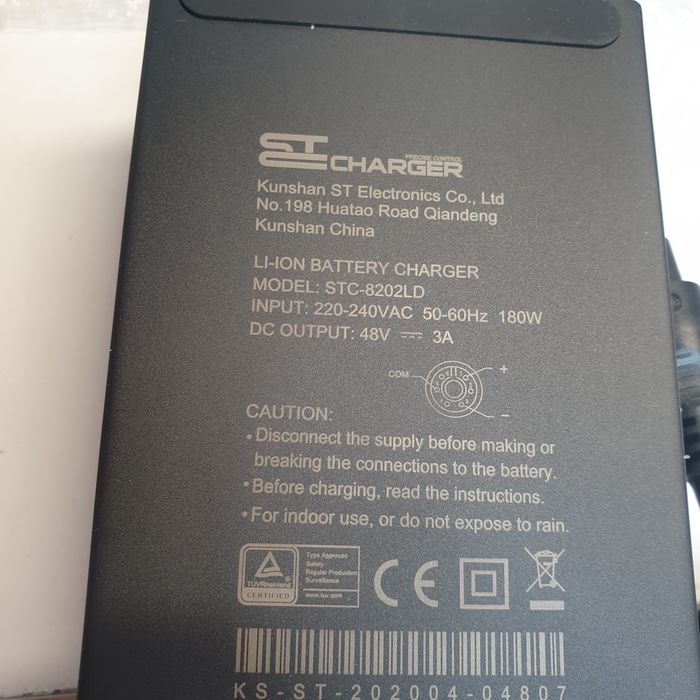 ST
PRECISE CONTROL
CHARGER
Kunshan ST Electronics Co., Ltd
No.198 Huatao Road Qiandeng
Kunshan China
LI-ION BATTERY CHARGER
MODEL: STC-8202LD
INPUT: 220-240VAC 50-60Hz 180W
DC OUTPUT: 48V ⎓ 3A
COM
+
-
CAUTION:
• Disconnect the supply before making or
breaking the connections to the battery.
• Before charging, read the instructions.
• For indoor use, or do not expose to rain.
TÜVRheinland
CERTIFIED
Type Approved
Safety
Regular Production
Surveillance
www.tuv.com
CE
KS-ST-202004-04807